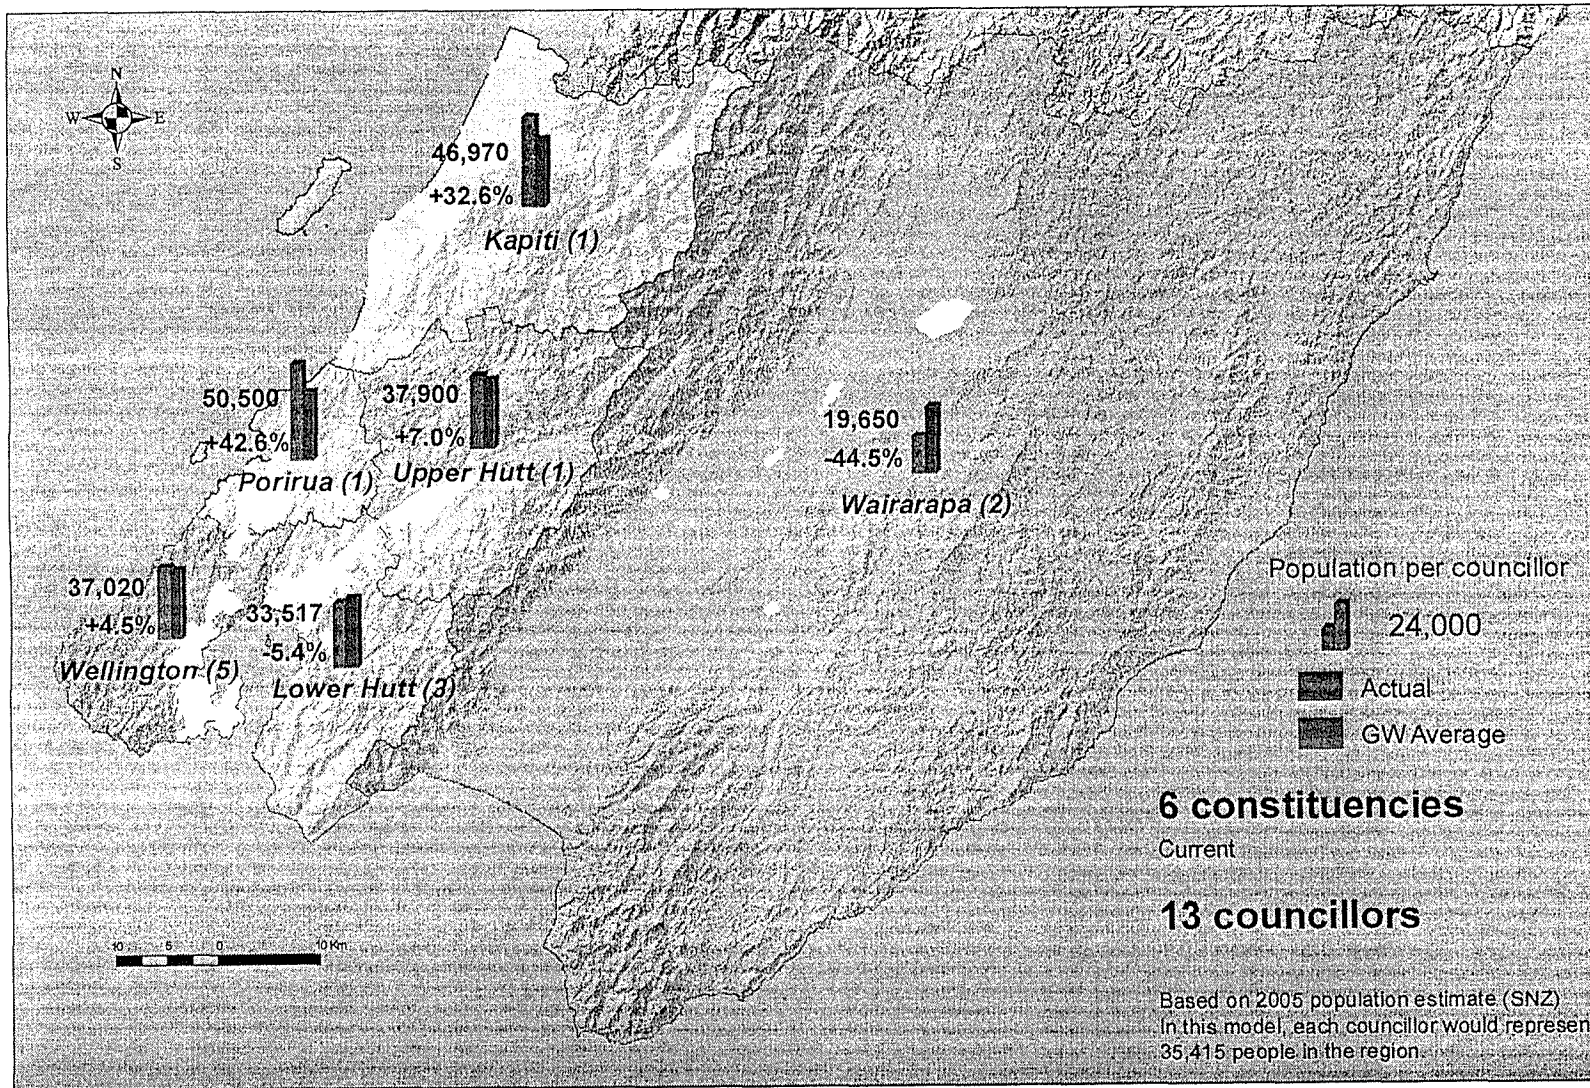 N
W E
S
46,970
+32.6%
Kapiti (1)
50,500
+42.6%
Porirua (1)
37,900
+7.0%
Upper Hutt (1)
19,650
-44.5%
Wairarapa (2)
37,020
+4.5%
Wellington (5)
33,517
-5.4%
Lower Hutt (3)
Population per councillor
24,000
Actual
GW Average
6 constituencies
Current
13 councillors
10 5 0 10 Km
Based on 2005 population estimate (SNZ)
In this model, each councillor would represen
35,415 people in the region.